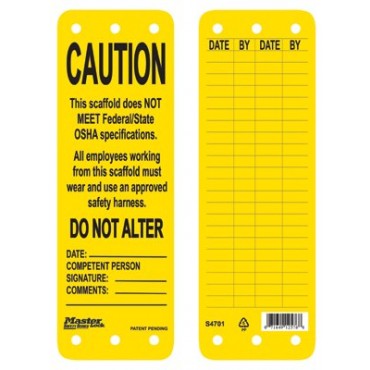 CAUTION
This scaffold does NOT
MEET Federal/State
OSHA specifications.
All employees working
from this scaffold must
wear and use an approved
safety harness.
DO NOT ALTER
DATE:
COMPETENT PERSON
SIGNATURE:
COMMENTS:
Master
Lock
PATENT PENDING
DATE BY DATE BY
S4701